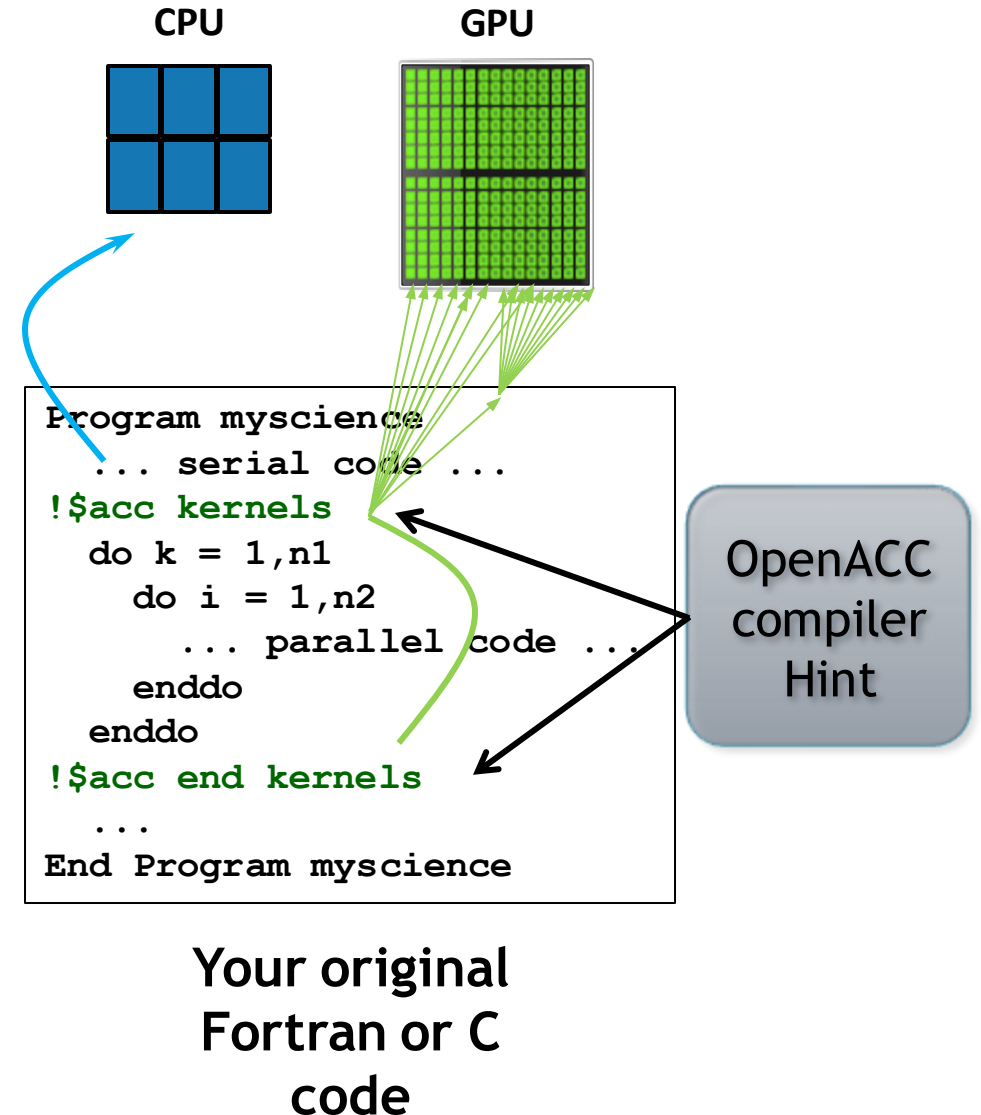 CPU
GPU
Program myscience
... serial code ...
!$acc kernels
do k = 1,n1
do i = 1,n2
... parallel code ...
enddo
enddo
!$acc end kernels
...
End Program myscience
OpenACC
compiler
Hint
Your original
Fortran or C
code